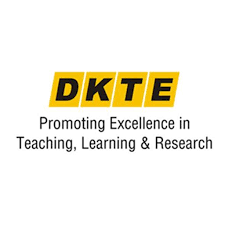 DKTE
Promoting Excellence in
Teaching, Learning & Research